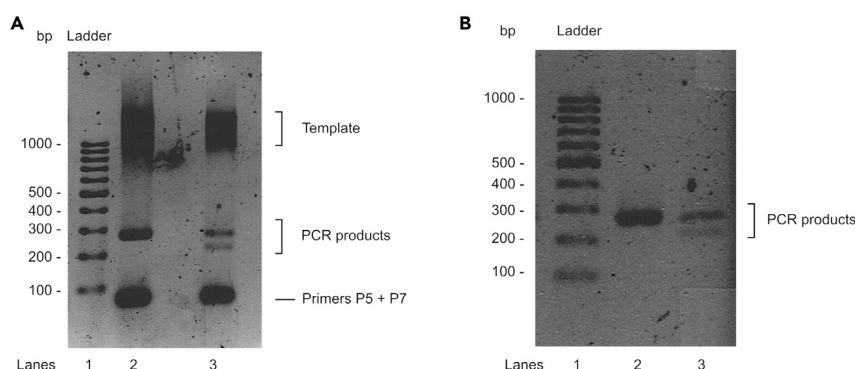 A
bp Ladder
1000 -
500 -
400 -
300 -
200 -
100 -
Template
PCR products
Primers P5 + P7
Lanes 1 2 3
B
bp Ladder
1000 -
500 -
400 -
300 -
200 -
100 -
PCR products
Lanes 1 2 3